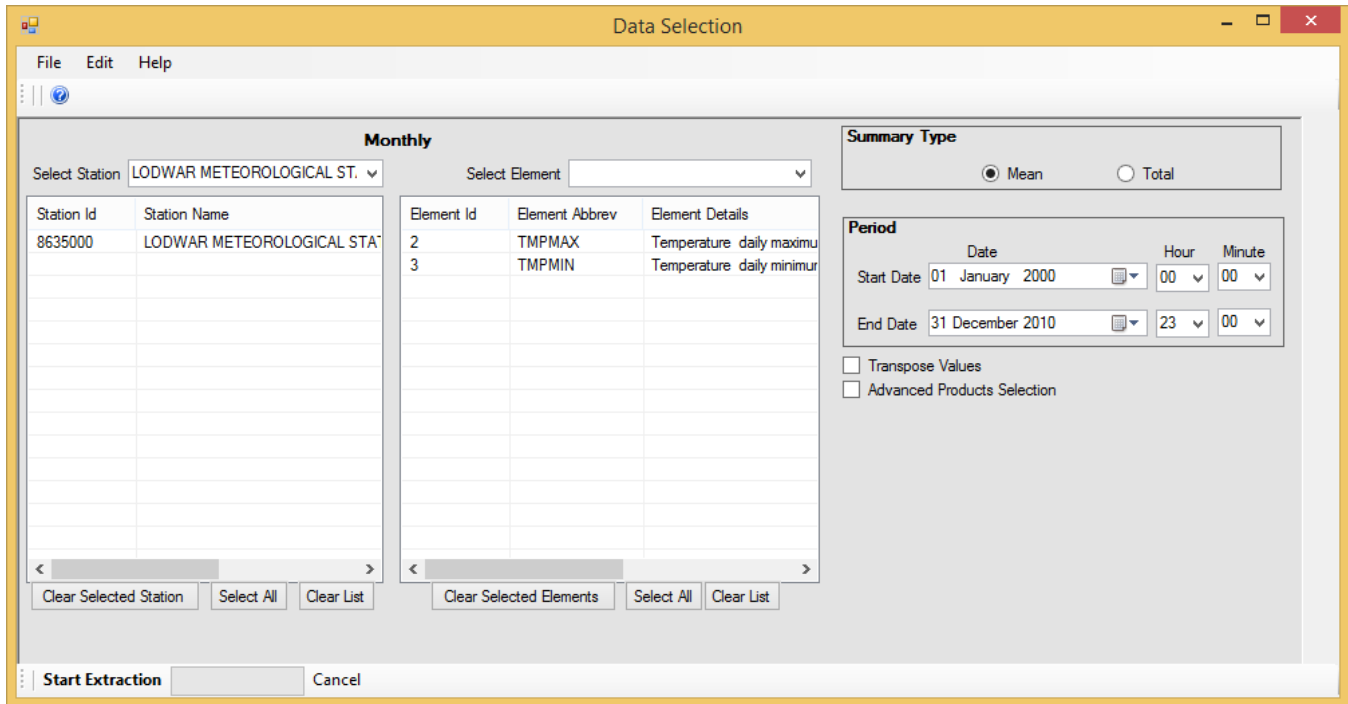 Data Selection
File Edit Help
Monthly
Select Station LODWAR METEOROLOGICAL ST.
Select Element
Station Id Station Name
8635000 LODWAR METEOROLOGICAL STAT
Element Id Element Abbrev Element Details
2 TMPMAX Temperature daily maximu
3 TMPMIN Temperature daily minimur
Clear Selected Station Select All Clear List
Clear Selected Elements Select All Clear List
Summary Type
Mean Total
Period
Date Hour Minute
Start Date 01 January 2000 00 00
End Date 31 December 2010 23 00
Transpose Values
Advanced Products Selection
Start Extraction Cancel